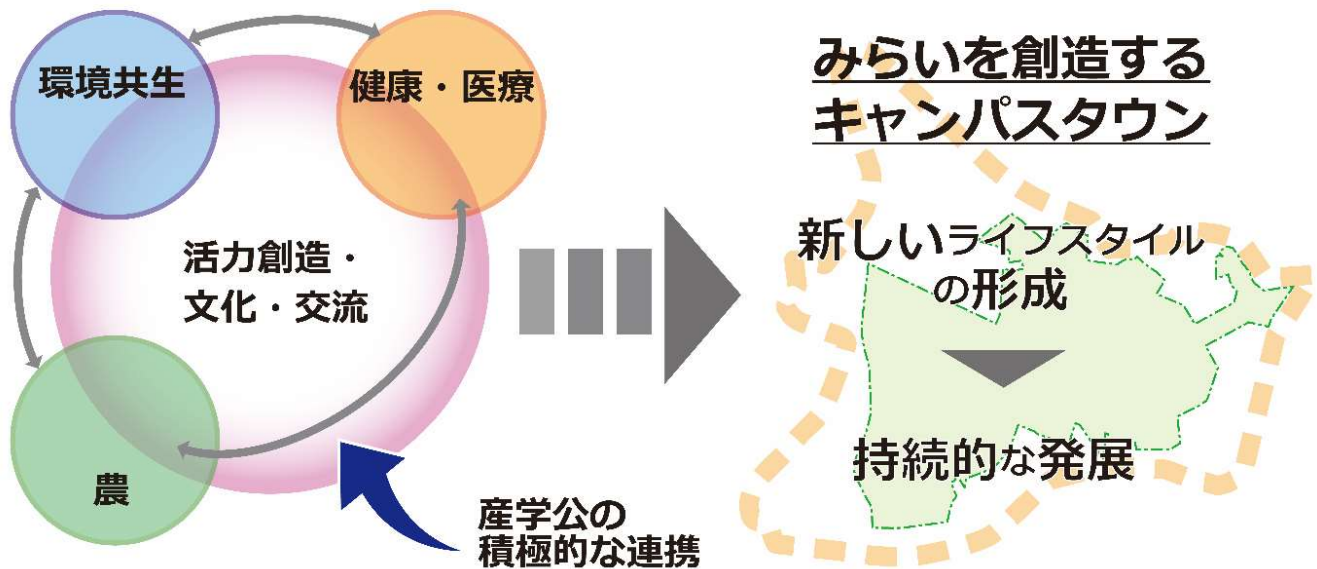 環境共生
健康・医療
活力創造・
文化・交流
農
産学公の
積極的な連携
みらいを創造する
キャンパスタウン
新しいライフスタイル
の形成
持続的な発展